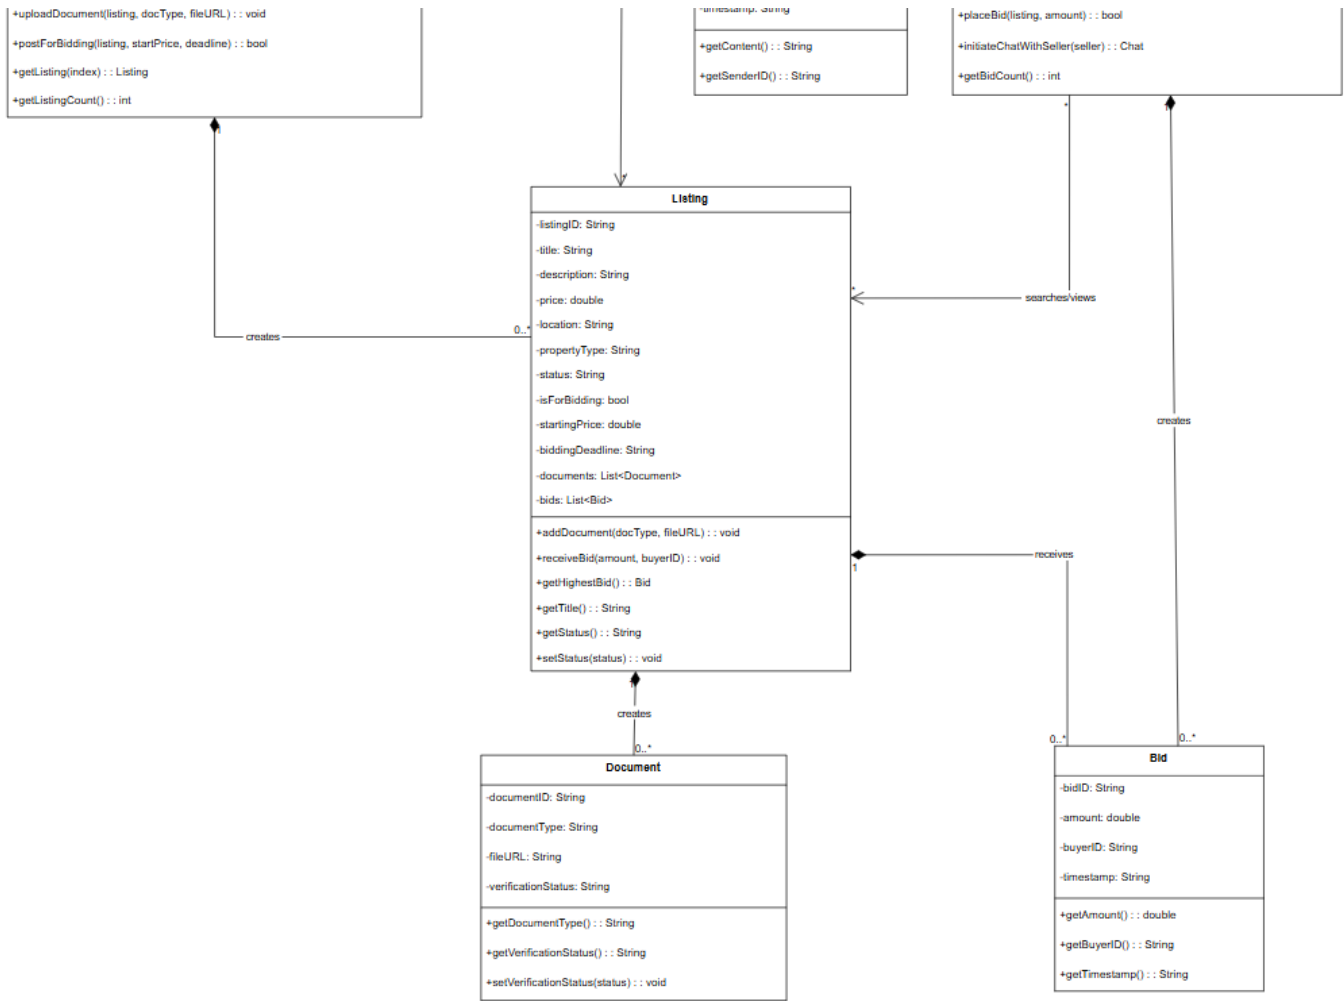 +uploadDocument(listing, docType, fileURL) : : void
+postForBidding(listing, startPrice, deadline) : : bool
+getListing(index) : : Listing
+getListingCount() : : int
1
-timestamp: String
+getContent() : : String
+getSenderID() : : String
+placeBid(listing, amount) : : bool
+initiateChatWithSeller(seller) : : Chat
+getBidCount() : : int
*
1
*
Listing
-listingID: String
-title: String
-description: String
-price: double
-location: String
-propertyType: String
-status: String
-isForBidding: bool
-startingPrice: double
-biddingDeadline: String
-documents: List<Document>
-bids: List<Bid>
+addDocument(docType, fileURL) : : void
+receiveBid(amount, buyerID) : : void
+getHighestBid() : : Bid
+getTitle() : : String
+getStatus() : : String
+setStatus(status) : : void
*
searches/views
0..*
creates
creates
receives
1
1
creates
0..*
0..*
0..*
Document
-documentID: String
-documentType: String
-fileURL: String
-verificationStatus: String
+getDocumentType() : : String
+getVerificationStatus() : : String
+setVerificationStatus(status) : : void
Bid
-bidID: String
-amount: double
-buyerID: String
-timestamp: String
+getAmount() : : double
+getBuyerID() : : String
+getTimestamp() : : String